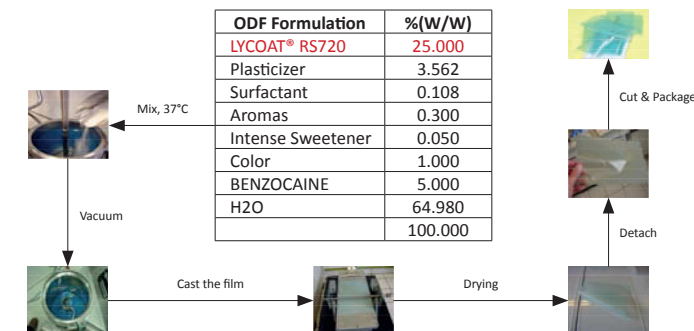 ODF Formulation %(W/W)
LYCOAT® RS720 25.000
Plasticizer 3.562
Surfactant 0.108
Aromas 0.300
Intense Sweetener 0.050
Color 1.000
BENZOCAINE 5.000
H2O 64.980
100.000
Mix, 37°C
Vacuum
Cast the film
Drying
Detach
Cut & Package